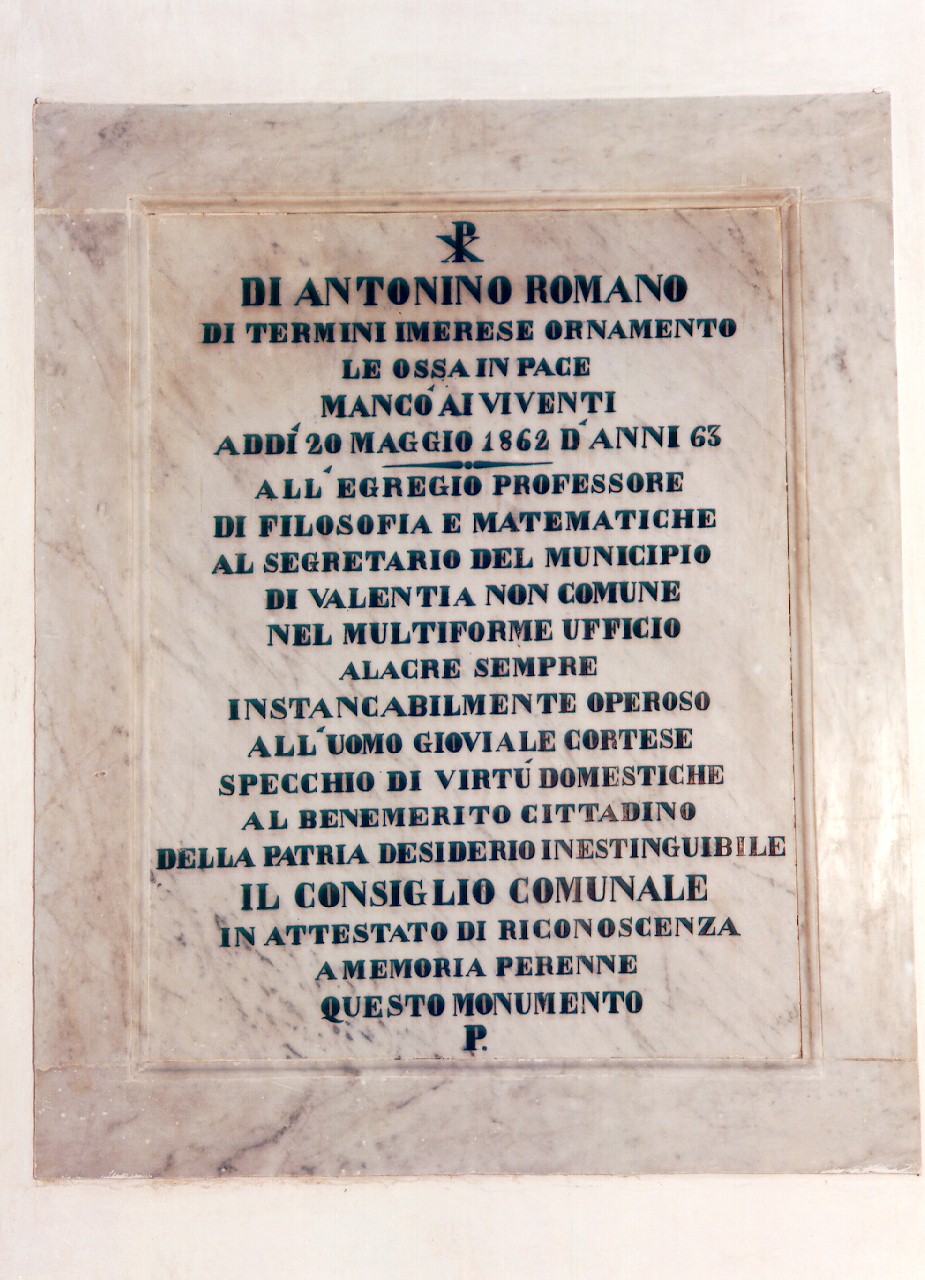 ☧
DI ANTONINO ROMANO
DI TERMINI IMERESE ORNAMENTO
LE OSSA IN PACE
MANCÓ AI VIVENTI
ADDÍ 20 MAGGIO 1862 D'ANNI 63
ALL'EGREGIO PROFESSORE
DI FILOSOFIA E MATEMATICHE
AL SEGRETARIO DEL MUNICIPIO
DI VALENTIA NON COMUNE
NEL MULTIFORME UFFICIO
ALACRE SEMPRE
INSTANCABILMENTE OPEROSO
ALL'UOMO GIOVIALE CORTESE
SPECCHIO DI VIRTÚ DOMESTICHE
AL BENEMERITO CITTADINO
DELLA PATRIA DESIDERIO INESTINGUIBILE
IL CONSIGLIO COMUNALE
IN ATTESTATO DI RICONOSCENZA
A MEMORIA PERENNE
QUESTO MONUMENTO
P.